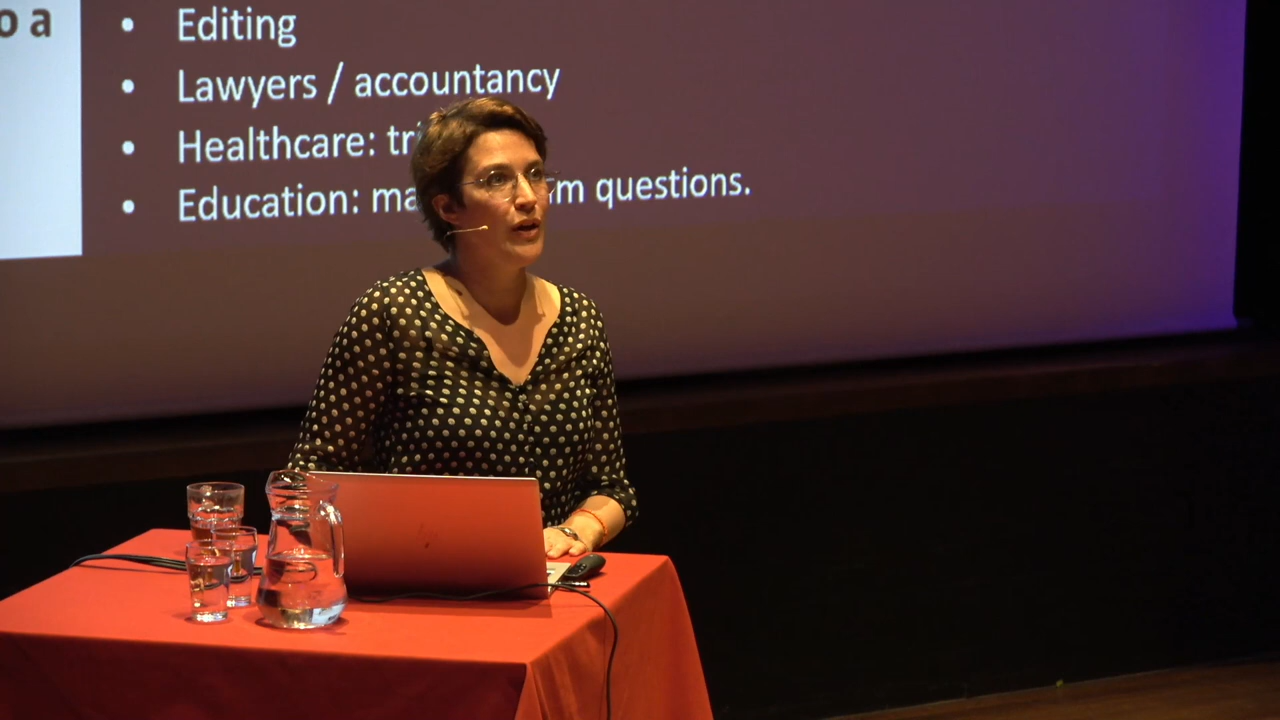 o a
Editing
Lawyers / accountancy
Healthcare:
Education: questions.